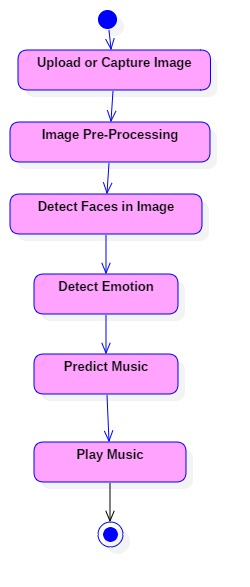 Upload or Capture Image
Image Pre-Processing
Detect Faces in Image
Detect Emotion
Predict Music
Play Music